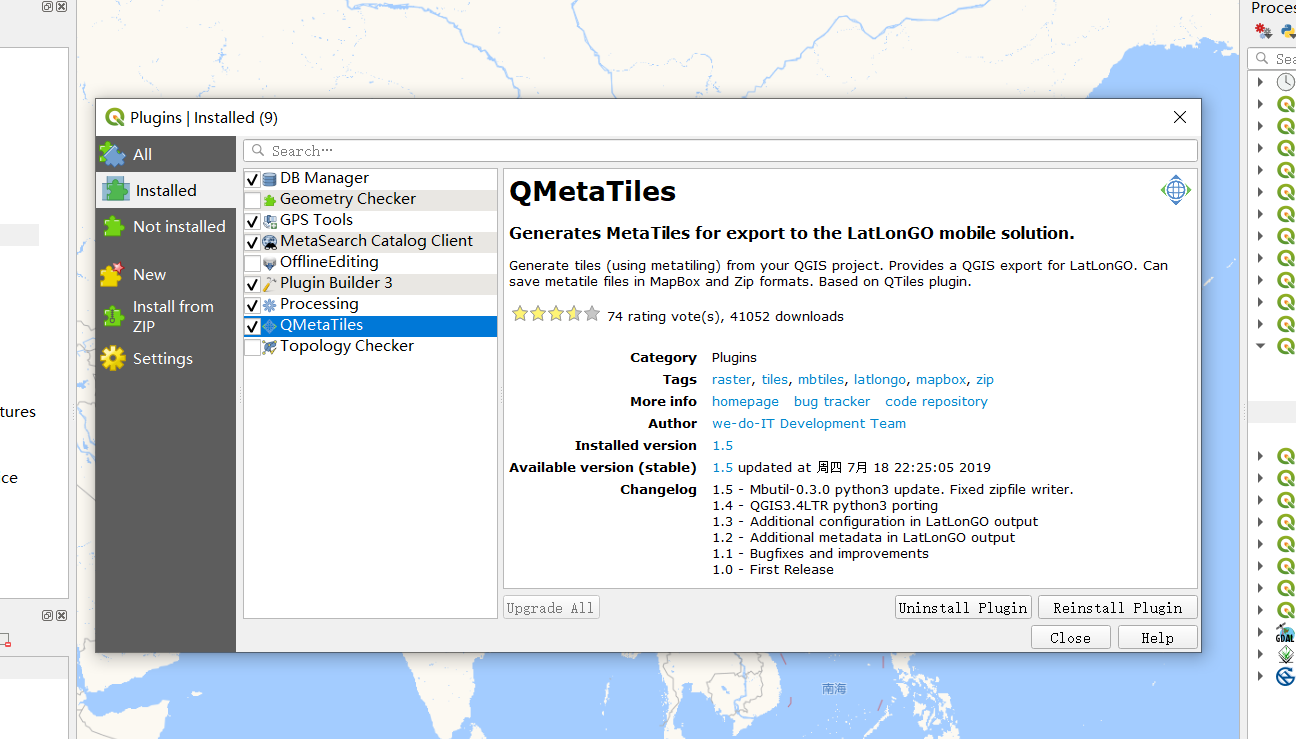 Plugins | Installed (9)
Search…
All
Installed
Not installed
New
Install from
ZIP
Settings
DB Manager
Geometry Checker
GPS Tools
MetaSearch Catalog Client
OfflineEditing
Plugin Builder 3
Processing
QMetaTiles
Topology Checker
QMetaTiles
Generates MetaTiles for export to the LatLonGO mobile solution.
Generate tiles (using metatiling) from your QGIS project. Provides a QGIS export for LatLonGO. Can
save metatile files in MapBox and Zip formats. Based on QTiles plugin.
74 rating vote(s), 41052 downloads
Category Plugins
Tags raster, tiles, mbtiles, latlongo, mapbox, zip
More info homepage bug tracker code repository
Author we-do-IT Development Team
Installed version 1.5
Available version (stable) 1.5 updated at 周四 7月 18 22:25:05 2019
Changelog 1.5 - Mbutil-0.3.0 python3 update. Fixed zipfile writer.
1.4 - QGIS3.4LTR python3 porting
1.3 - Additional configuration in LatLonGO output
1.2 - Additional metadata in LatLonGO output
1.1 - Bugfixes and improvements
1.0 - First Release
Upgrade All
Uninstall Plugin
Reinstall Plugin
Close
Help
tures
ce
Proces
Sea
GDAL
南海